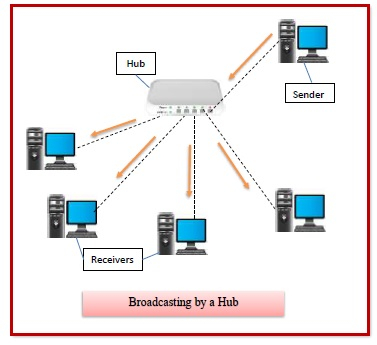 Hub
Sender
Receivers
Broadcasting by a Hub